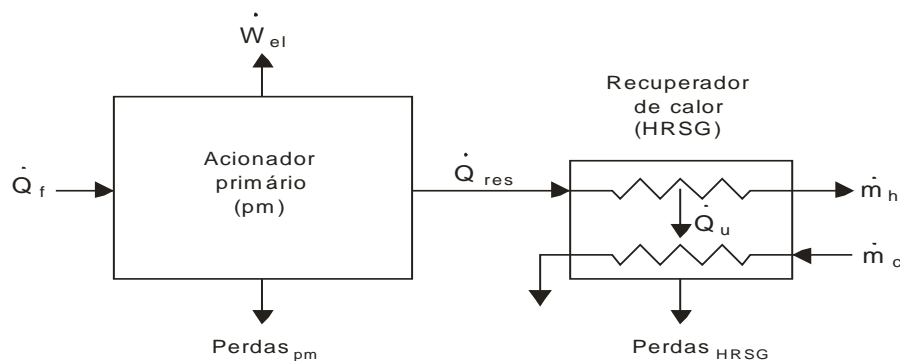 Ẇ el
Recuperador
de calor
(HRSG)
Acionador
primário
(pm)
Q̇ f
Q̇ res
ṁ h
Q̇ u
ṁ c
Perdas pm
Perdas HRSG